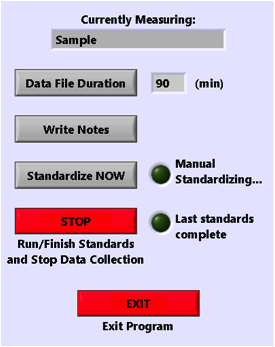 Currently Measuring:
Sample
Data File Duration 90 (min)
Write Notes
Standardize NOW Manual
Standardizing...
STOP Last standards
complete
Run/Finish Standards
and Stop Data Collection
EXIT
Exit Program